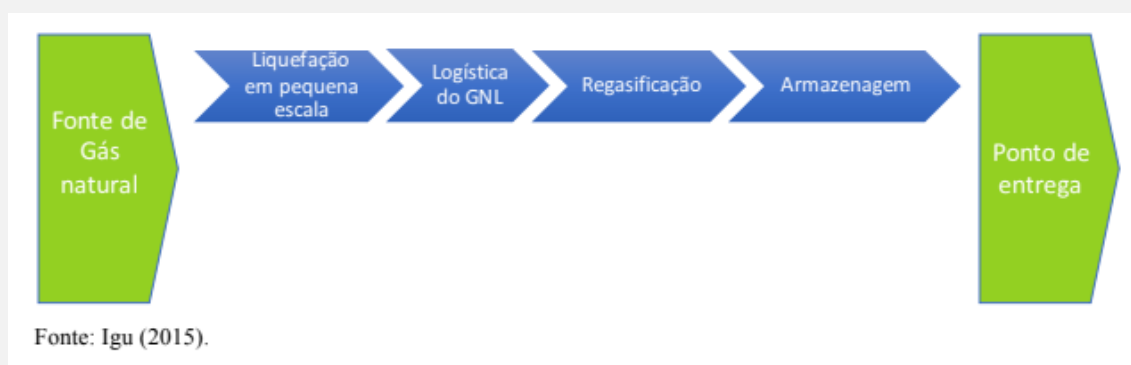 Fonte de
Gás
natural
Liquefação
em pequena
escala
Logística
do GNL
Regasificação
Armazenagem
Ponto de
entrega
Fonte: Igu (2015).